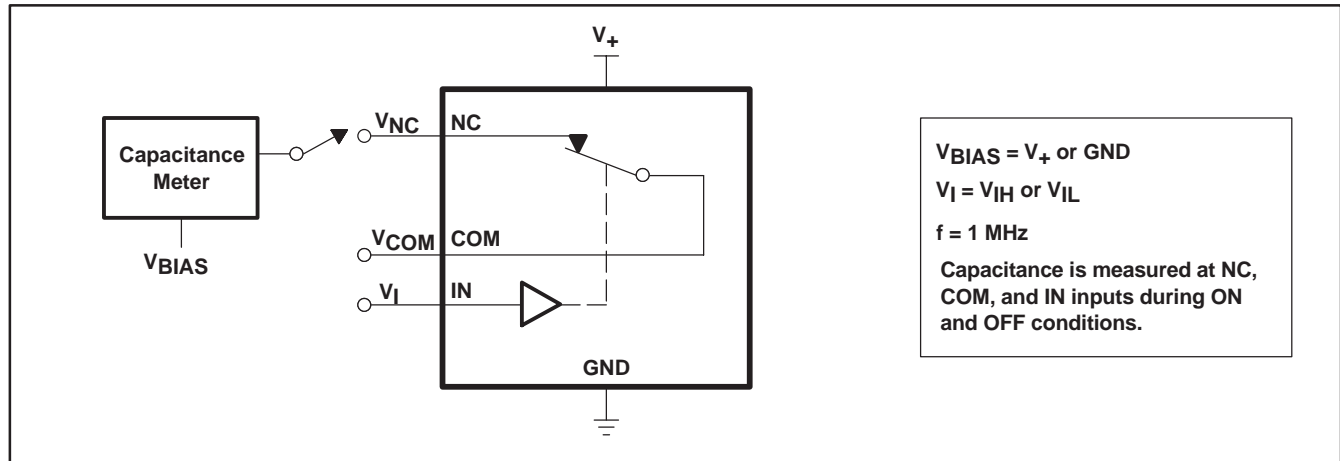 V+
VNC
NC
Capacitance
Meter
VBIAS
VCOM
COM
VI
IN
GND
VBIAS = V+ or GND
VI = VIH or VIL
f = 1 MHz
Capacitance is measured at NC,
COM, and IN inputs during ON
and OFF conditions.